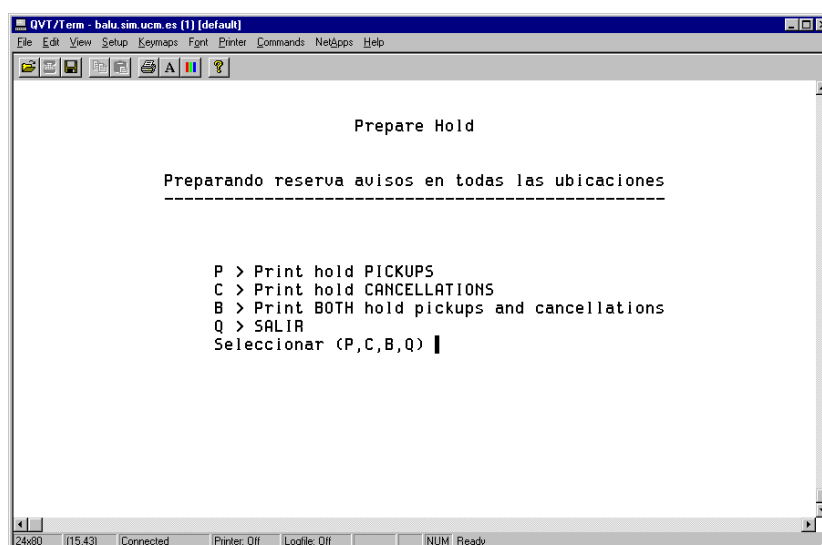 QVT/Term - balu.sim.ucm.es (1) [default]
File Edit View Setup Keymaps Font Printer Commands NetApps Help
A
?
Prepare Hold
Preparando reserva avisos en todas las ubicaciones
--------------------------------------------------
P > Print hold PICKUPS
C > Print hold CANCELLATIONS
B > Print BOTH hold pickups and cancellations
Q > SALIR
Seleccionar (P,C,B,Q)
24x80 (15,43) Connected Printer: Off Logfile: Off NUM Ready